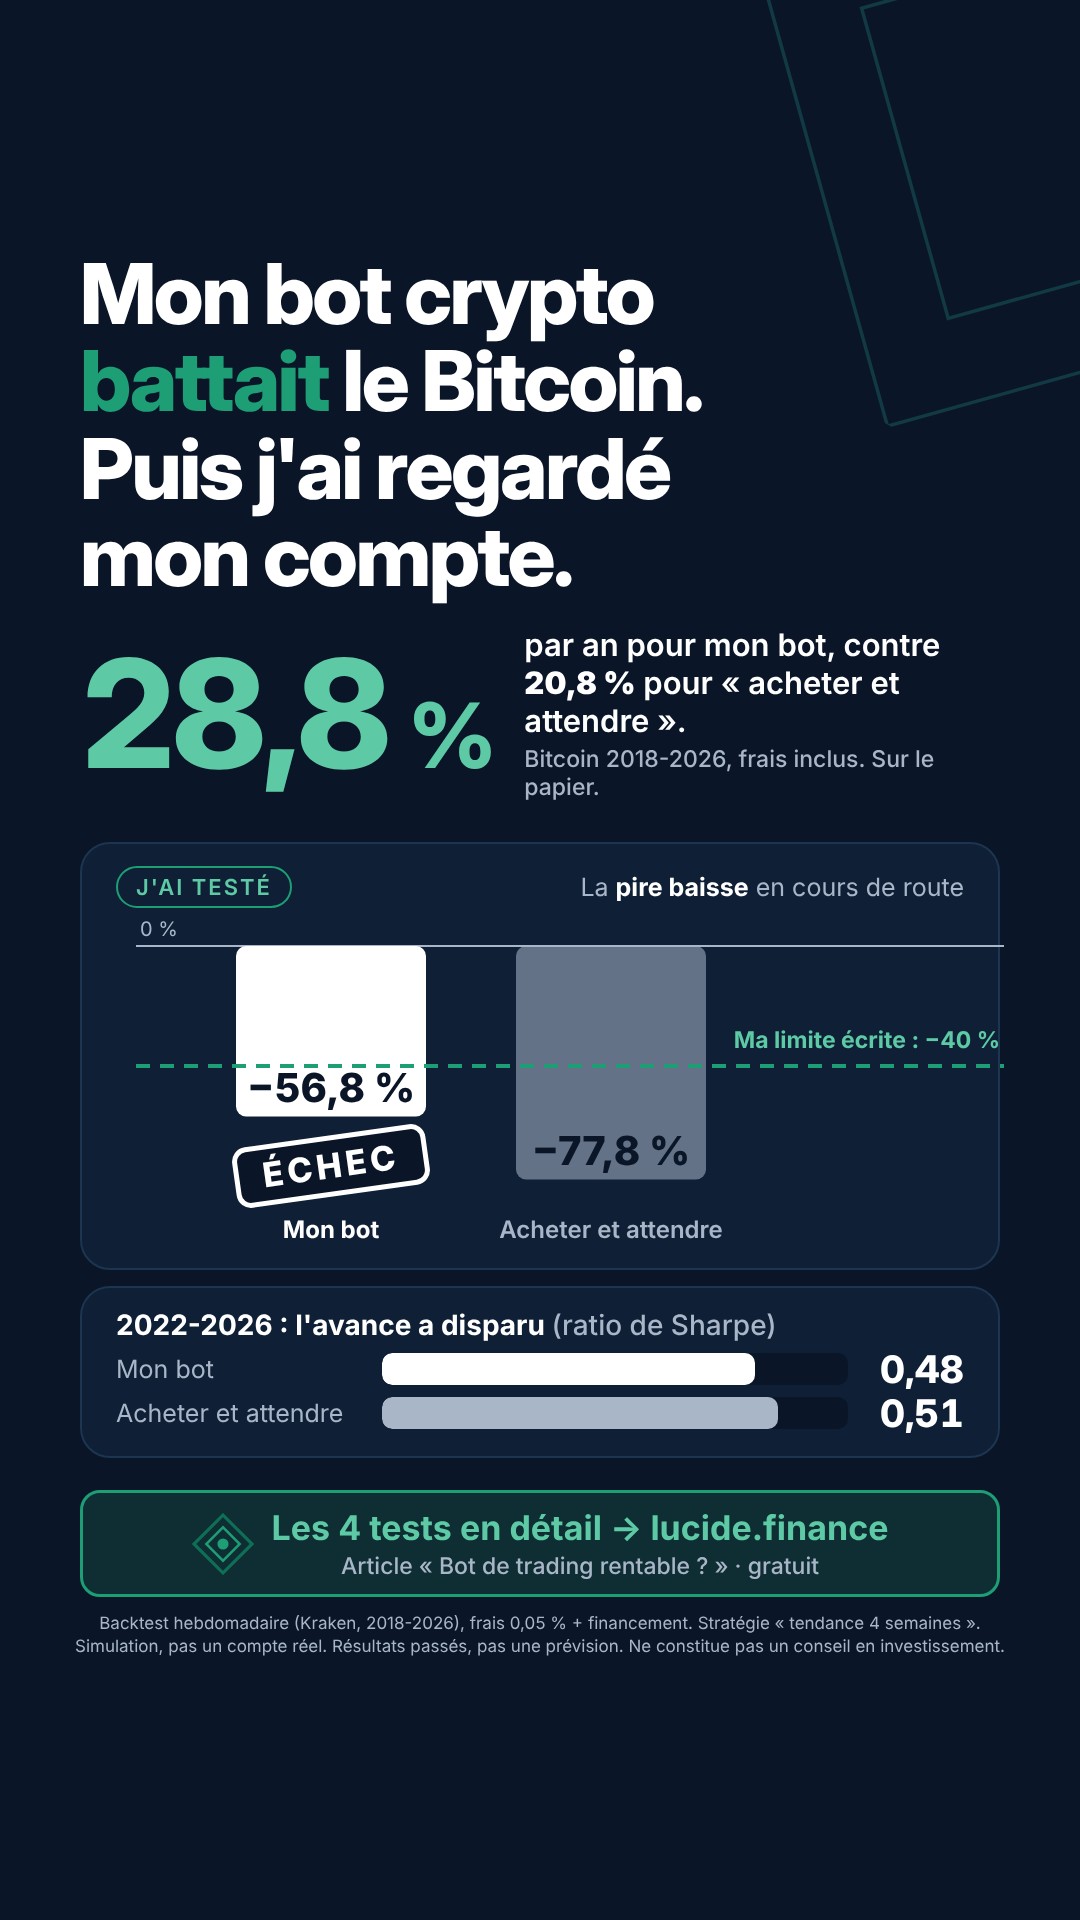 Mon bot crypto
battait le Bitcoin.
Puis j'ai regardé
mon compte.
28,8 %
par an pour mon bot, contre
20,8 % pour « acheter et
attendre ».
Bitcoin 2018-2026, frais inclus. Sur le
papier.
J'AI TESTÉ
La pire baisse en cours de route
0 %
Ma limite écrite : −40 %
−56,8 %
−77,8 %
ÉCHEC
Mon bot
Acheter et attendre
2022-2026 : l'avance a disparu (ratio de Sharpe)
Mon bot 0,48
Acheter et attendre 0,51
Les 4 tests en détail → lucide.finance
Article « Bot de trading rentable ? » · gratuit
Backtest hebdomadaire (Kraken, 2018-2026), frais 0,05 % + financement. Stratégie « tendance 4 semaines ».
Simulation, pas un compte réel. Résultats passés, pas une prévision. Ne constitue pas un conseil en investissement.